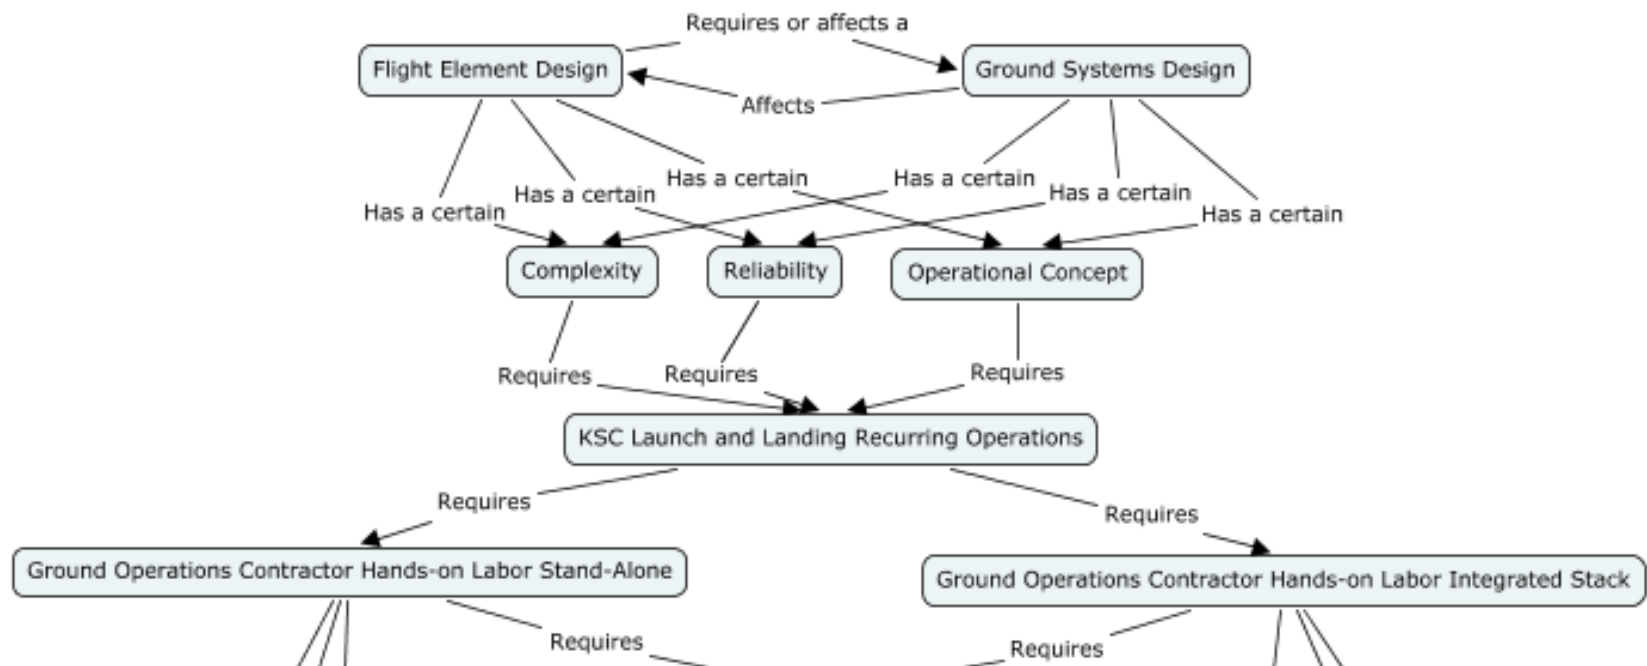 Requires or affects a
Flight Element Design
Ground Systems Design
Affects
Has a certain
Has a certain
Has a certain
Has a certain
Has a certain
Has a certain
Complexity
Reliability
Operational Concept
Requires
Requires
Requires
KSC Launch and Landing Recurring Operations
Requires
Requires
Ground Operations Contractor Hands-on Labor Stand-Alone
Ground Operations Contractor Hands-on Labor Integrated Stack
Requires
Requires